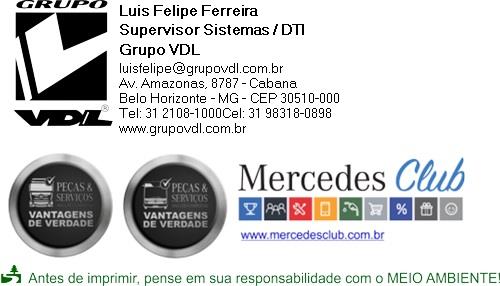 GRUPO
VDL
Luis Felipe Ferreira
Supervisor Sistemas / DTI
Grupo VDL
luisfelipe@grupovdl.com.br
Av. Amazonas, 8787 - Cabana
Belo Horizonte - MG - CEP 30510-000
Tel: 31 2108-1000Cel: 31 98318-0898
www.grupovdl.com.br
PEÇAS &
SERVIÇOS
VANTAGENS
DE VERDADE
PEÇAS &
SERVIÇOS
VANTAGENS
DE VERDADE
Mercedes Club
%
www.mercedesclub.com.br
Antes de imprimir, pense em sua responsabilidade com o MEIO AMBIENTE!